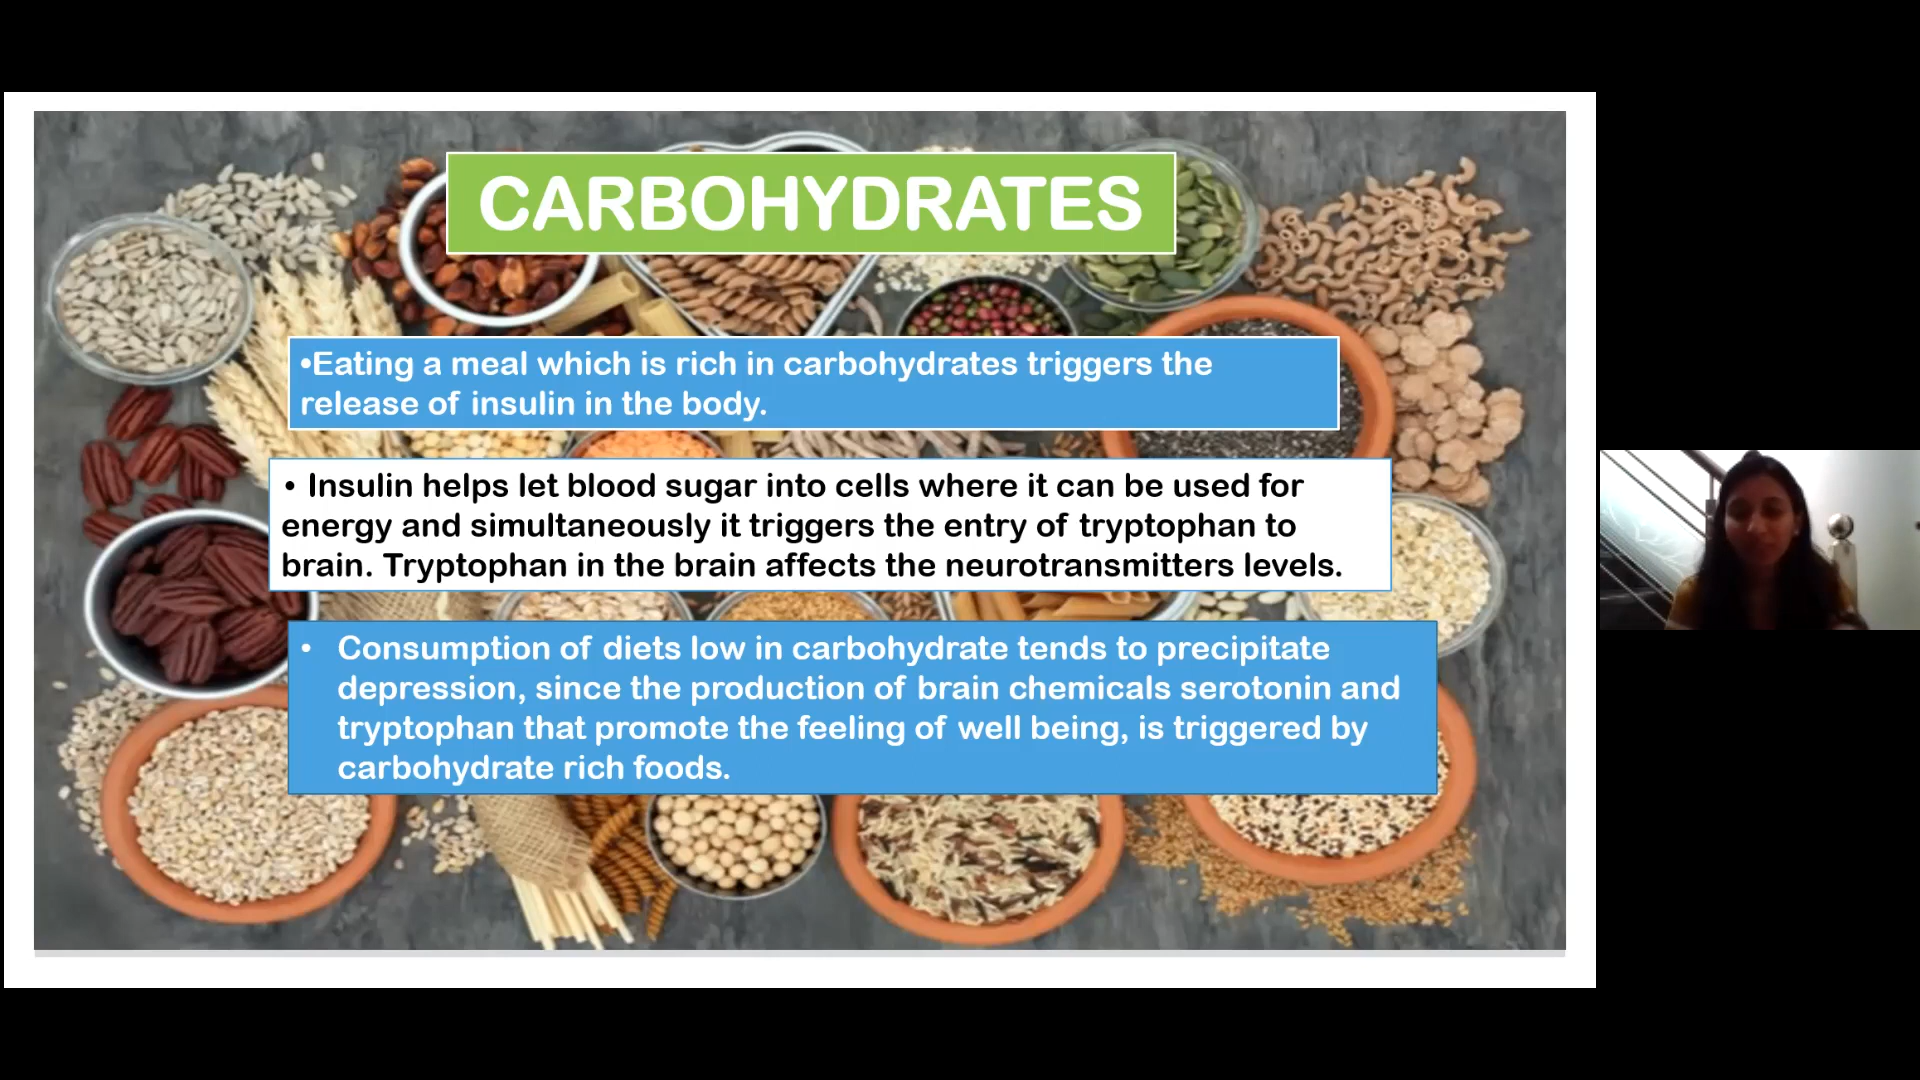 CARBOHYDRATES
•Eating a meal which is rich in carbohydrates triggers the
release of insulin in the body.
• Insulin helps let blood sugar into cells where it can be used for
energy and simultaneously it triggers the entry of tryptophan to
brain. Tryptophan in the brain affects the neurotransmitters levels.
• Consumption of diets low in carbohydrate tends to precipitate
depression, since the production of brain chemicals serotonin and
tryptophan that promote the feeling of well being, is triggered by
carbohydrate rich foods.